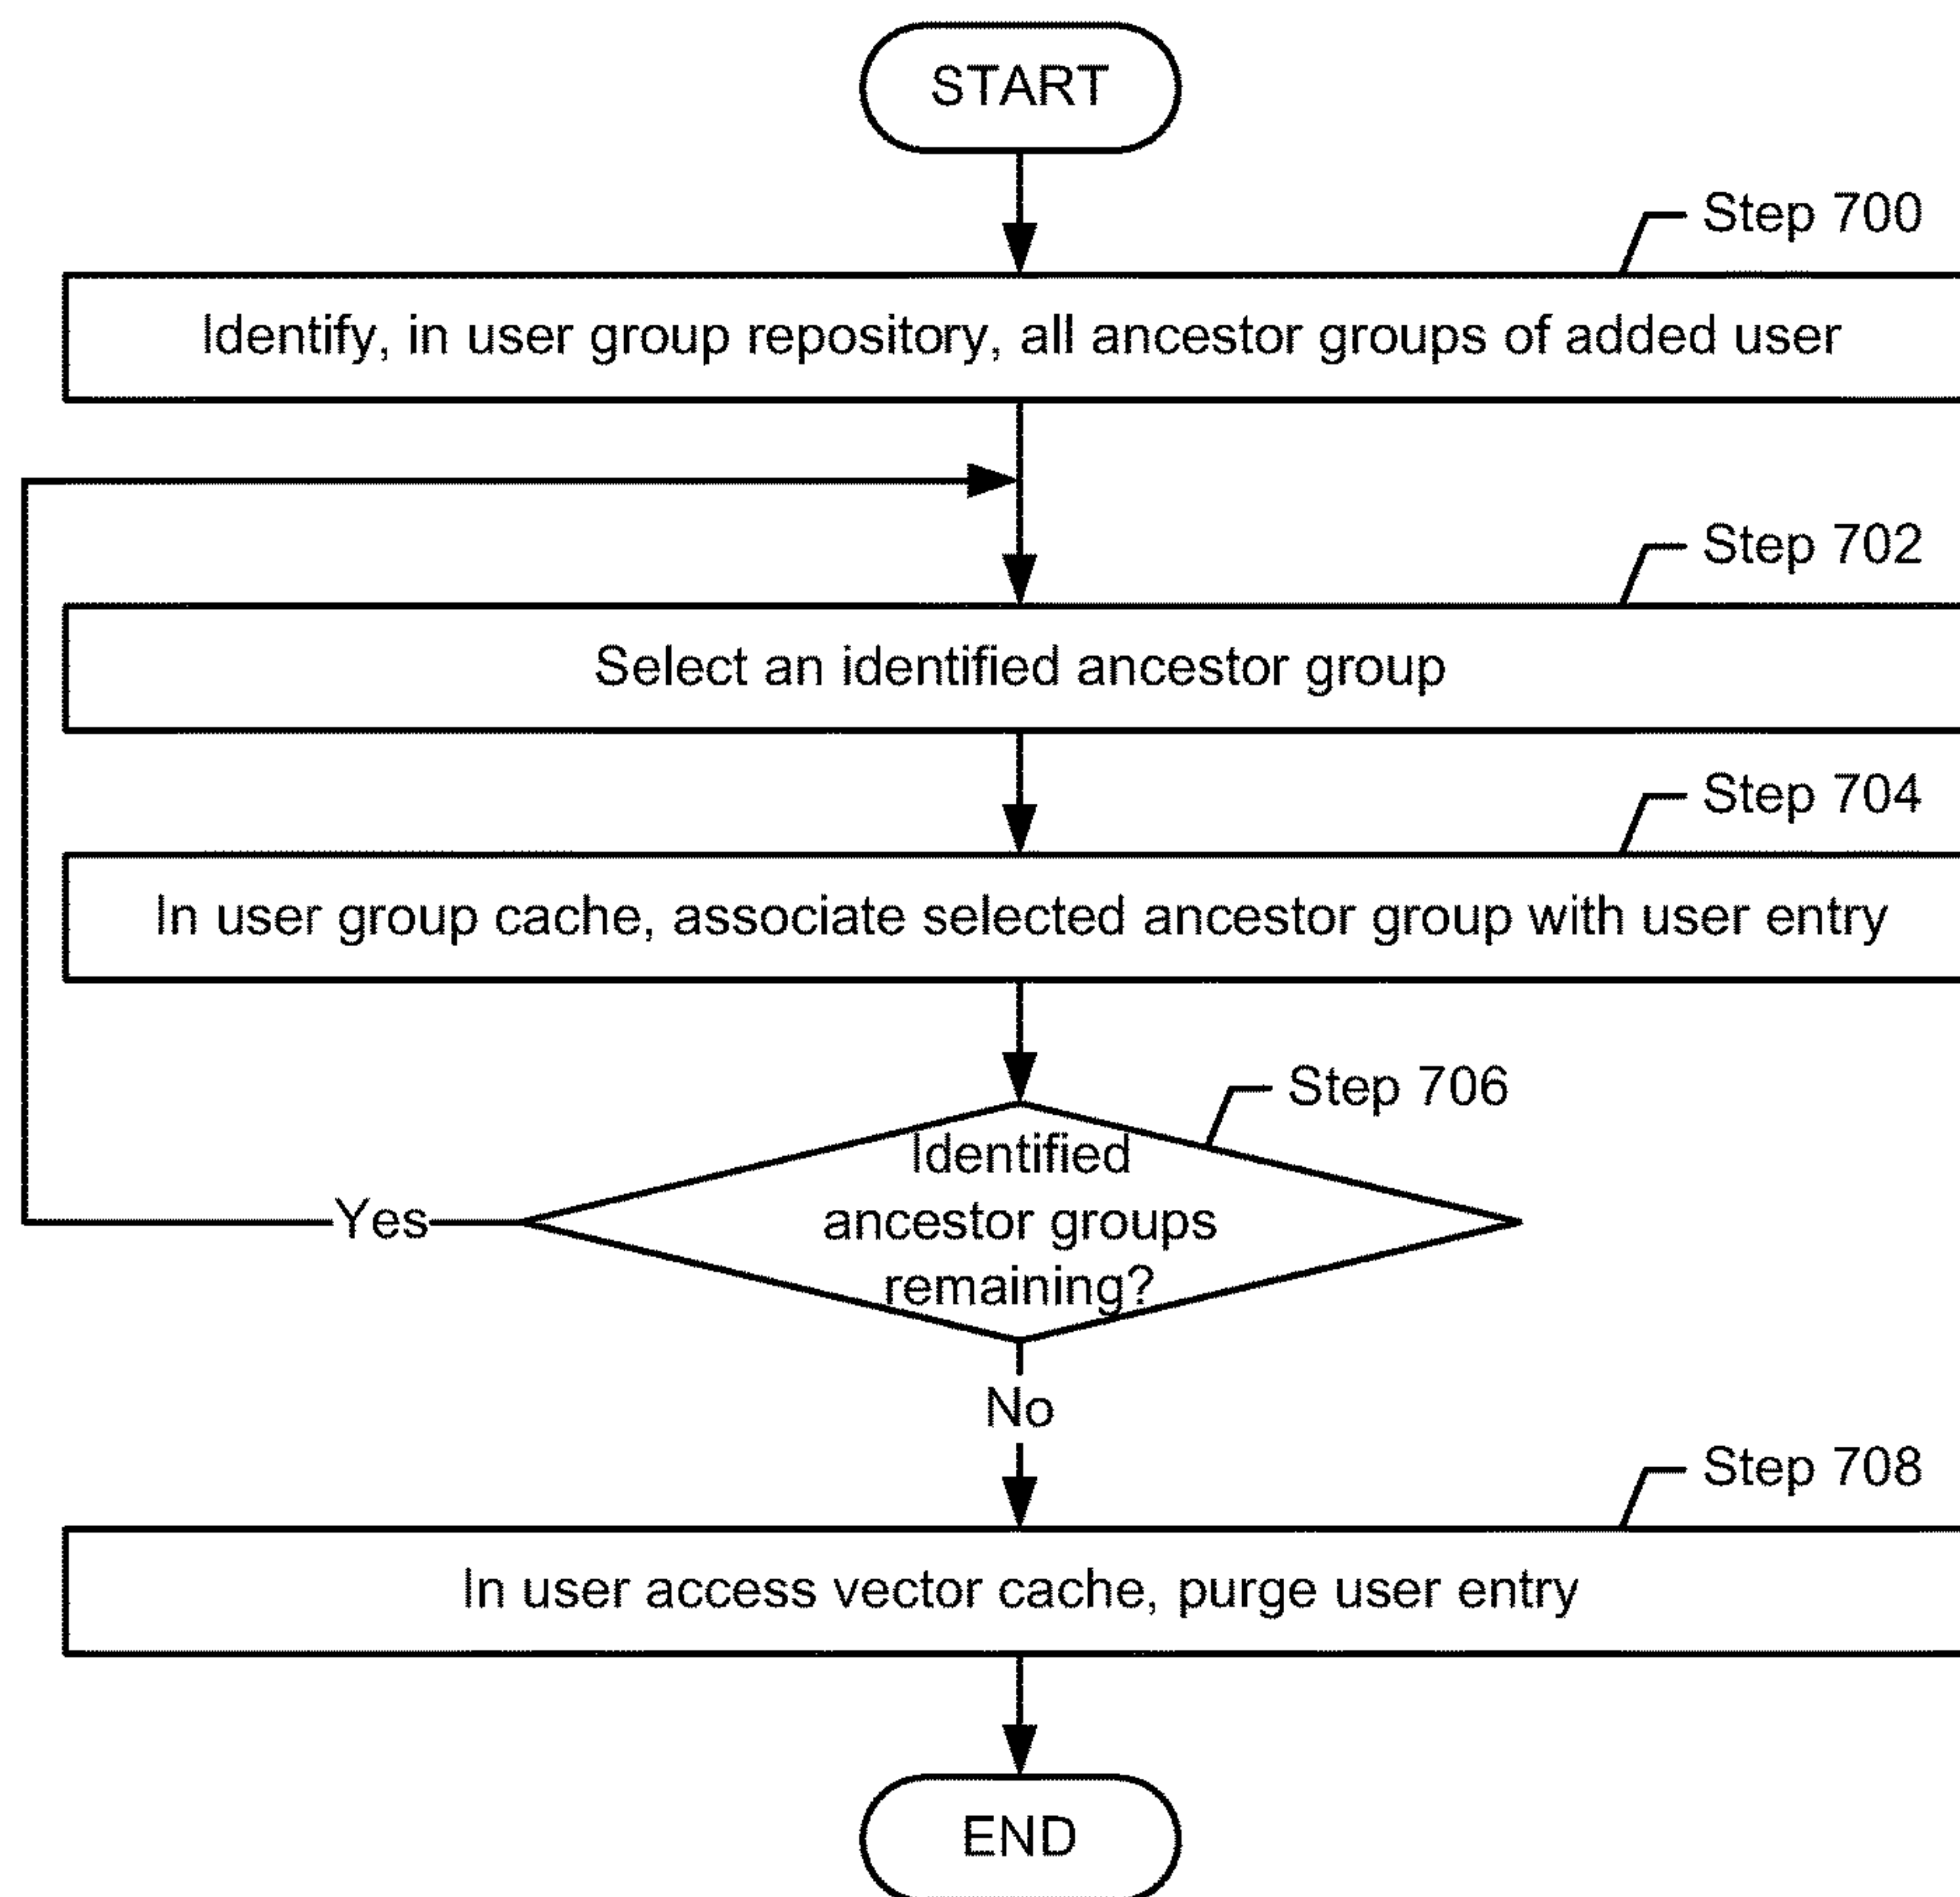 START
Step 700
Identify, in user group repository, all ancestor groups of added user
Step 702
Select an identified ancestor group
Step 704
In user group cache, associate selected ancestor group with user entry
Step 706
Identified
ancestor groups
remaining?
Yes
No
Step 708
In user access vector cache, purge user entry
END